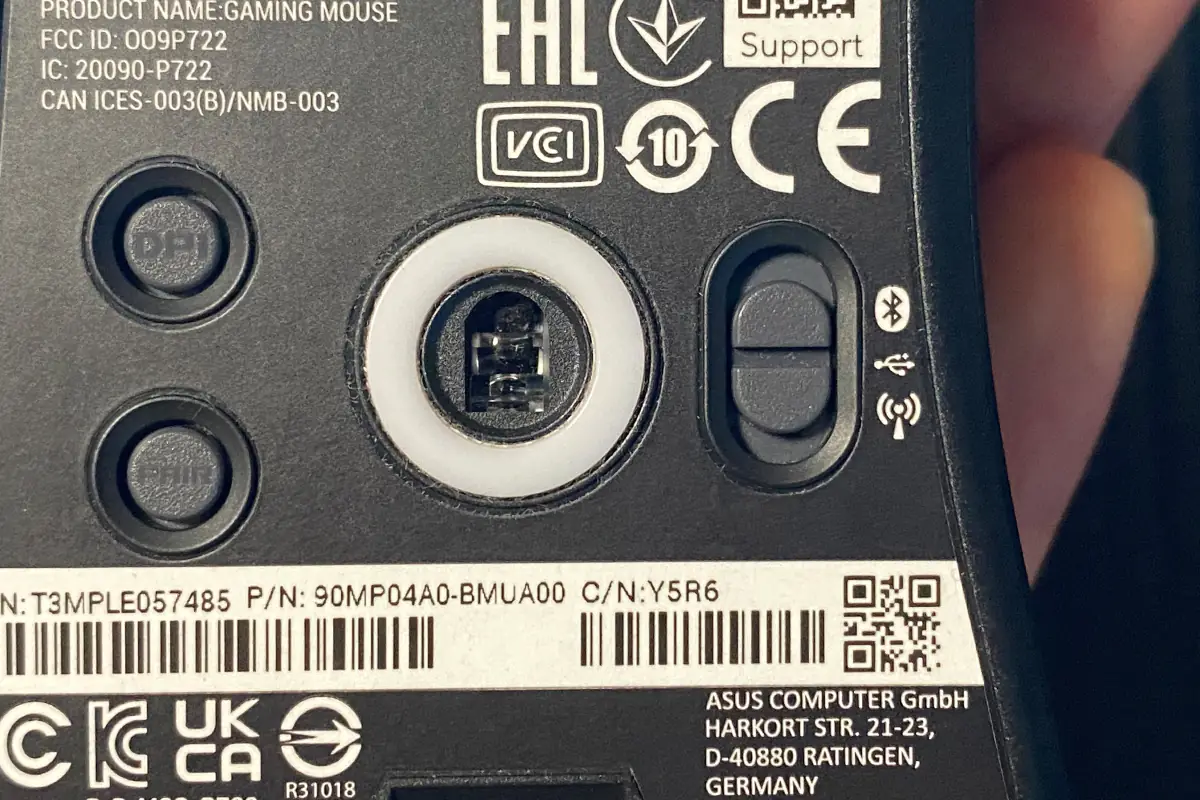 PRODUCT NAME:GAMING MOUSE
FCC ID: OO9P722
IC: 20090-P722
CAN ICES-003(B)/NMB-003
EAC
Support
VCCI
10
CE
DPI
PAIR
N:T3MPLE057485 P/N: 90MP04A0-BMUA00 C/N:Y5R6
UK
CA
R31018
ASUS COMPUTER GmbH
HARKORT STR. 21-23,
D-40880 RATINGEN,
GERMANY